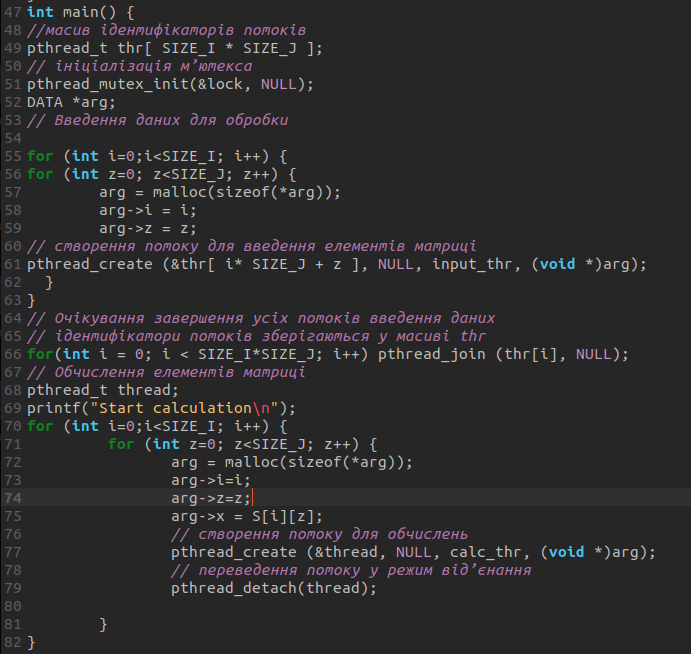 47 int main() {
48 //масив ідентифікаторів потоків
49 pthread_t thr[ SIZE_I * SIZE_J ];
50 // ініціалізація м’ютекса
51 pthread_mutex_init(&lock, NULL);
52 DATA *arg;
53 // Введення даних для обробки
54
55 for (int i=0;i<SIZE_I; i++) {
56 for (int z=0; z<SIZE_J; z++) {
57         arg = malloc(sizeof(*arg));
58         arg->i = i;
59         arg->z = z;
60 // створення потоку для введення елементів матриці
61 pthread_create (&thr[ i* SIZE_J + z ], NULL, input_thr, (void *)arg);
62   }
63 }
64 // Очікування завершення усіх потоків введення даних
65 // ідентифікатори потоків зберігаються у масиві thr
66 for(int i = 0; i < SIZE_I*SIZE_J; i++) pthread_join (thr[i], NULL);
67 // Обчислення елементів матриці
68 pthread_t thread;
69 printf("Start calculation\n");
70 for (int i=0;i<SIZE_I; i++) {
71          for (int z=0; z<SIZE_J; z++) {
72                 arg = malloc(sizeof(*arg));
73                 arg->i=i;
74                 arg->z=z;
75                 arg->x = S[i][z];
76                 // створення потоку для обчислень
77                 pthread_create (&thread, NULL, calc_thr, (void *)arg);
78                 // переведення потоку у режим від’єнання
79                 pthread_detach(thread);
80
81         }
82 }